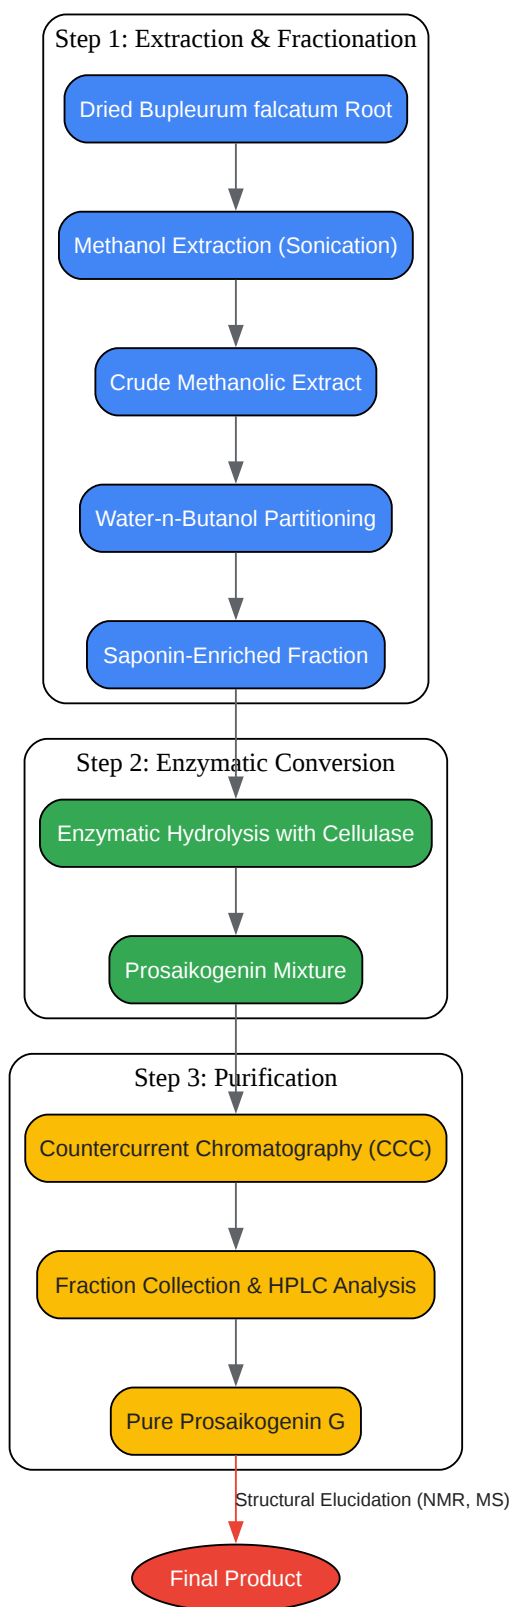 Step 1: Extraction & Fractionation
Dried Bupleurum falcatum Root
Methanol Extraction (Sonication)
Crude Methanolic Extract
Water-n-Butanol Partitioning
Saponin-Enriched Fraction
Step 2: Enzymatic Conversion
Enzymatic Hydrolysis with Cellulase
Prosaikogenin Mixture
Step 3: Purification
Countercurrent Chromatography (CCC)
Fraction Collection & HPLC Analysis
Pure Prosaikogenin G
Structural Elucidation (NMR, MS)
Final Product